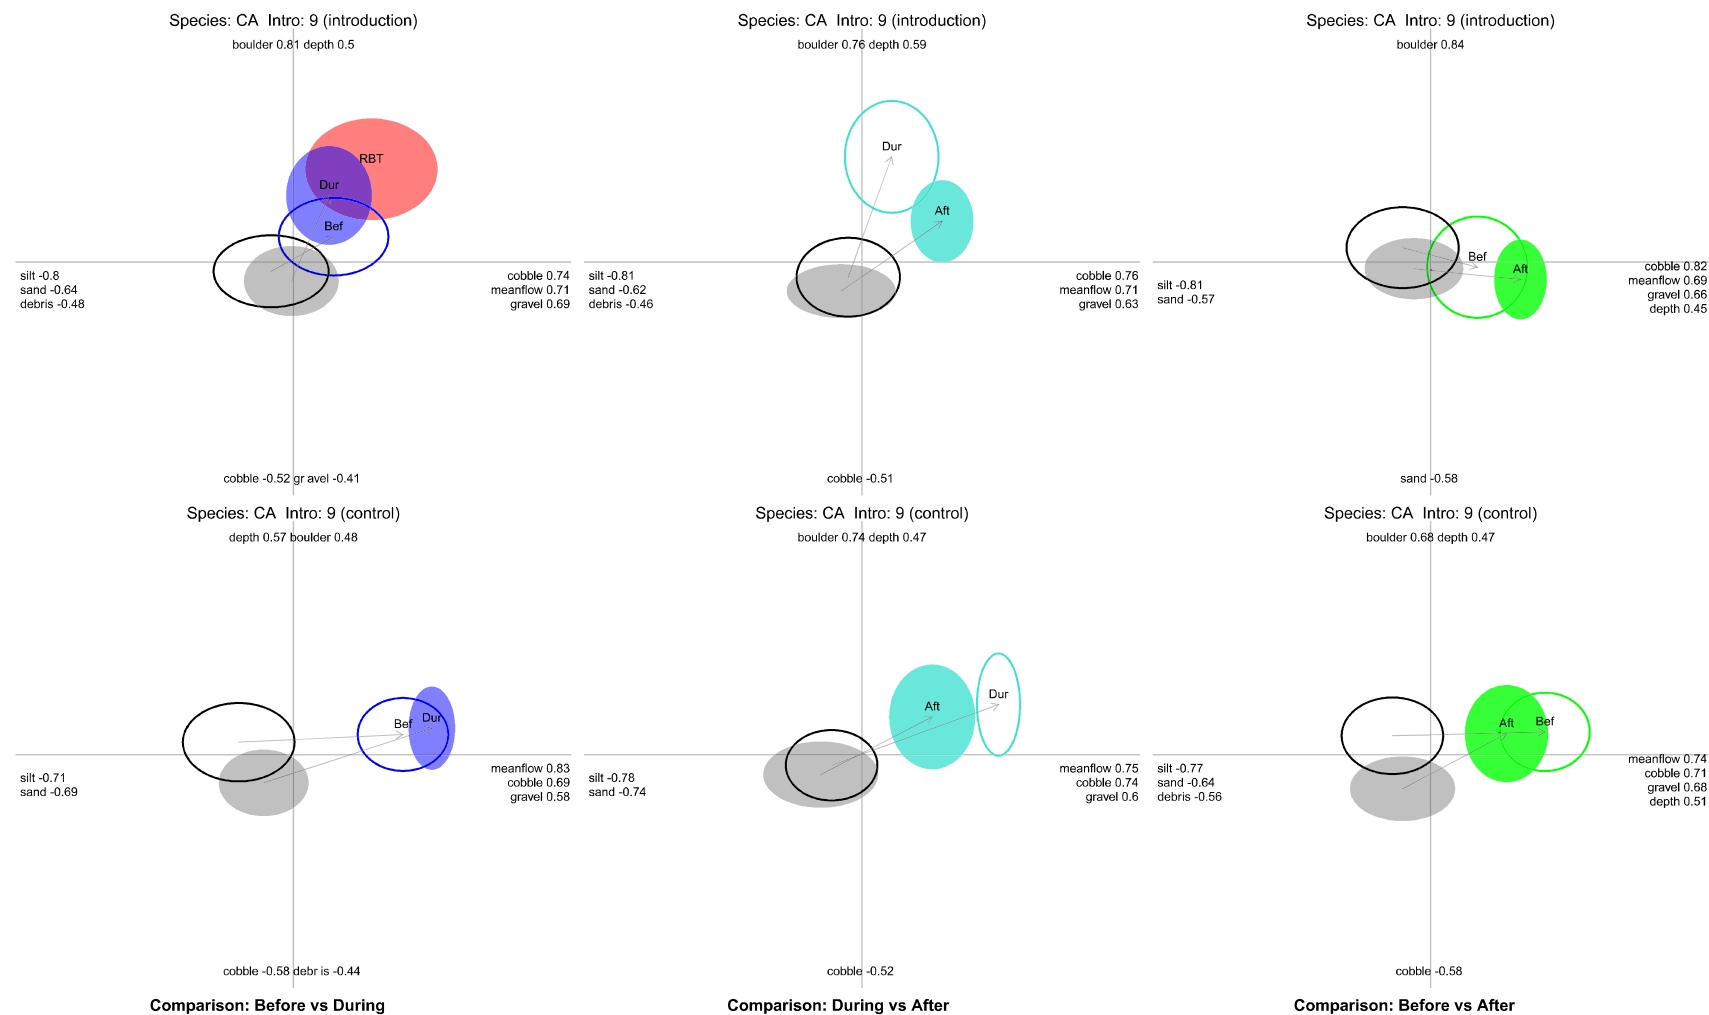 Species: CA  Intro: 9 (introduction)
boulder 0.81 depth 0.5
RBT
Dur
Bef
silt -0.8
sand -0.64
debris -0.48
cobble 0.74
meanflow 0.71
gravel 0.69
cobble -0.52 gr avel -0.41
Species: CA  Intro: 9 (introduction)
boulder 0.76 depth 0.59
Dur
Aft
silt -0.81
sand -0.62
debris -0.46
cobble 0.76
meanflow 0.71
gravel 0.63
cobble -0.51
Species: CA  Intro: 9 (introduction)
boulder 0.84
Bef
Aft
silt -0.81
sand -0.57
cobble 0.82
meanflow 0.69
gravel 0.66
depth 0.45
sand -0.58
Species: CA  Intro: 9 (control)
depth 0.57 boulder 0.48
Bef
Dur
silt -0.71
sand -0.69
meanflow 0.83
cobble 0.69
gravel 0.58
cobble -0.58 debr is -0.44
Comparison: Before vs During
Species: CA  Intro: 9 (control)
boulder 0.74 depth 0.47
Aft
Dur
silt -0.78
sand -0.74
meanflow 0.75
cobble 0.74
gravel 0.6
cobble -0.52
Comparison: During vs After
Species: CA  Intro: 9 (control)
boulder 0.68 depth 0.47
Aft
Bef
silt -0.77
sand -0.64
debris -0.56
meanflow 0.74
cobble 0.71
gravel 0.68
depth 0.51
cobble -0.58
Comparison: Before vs After